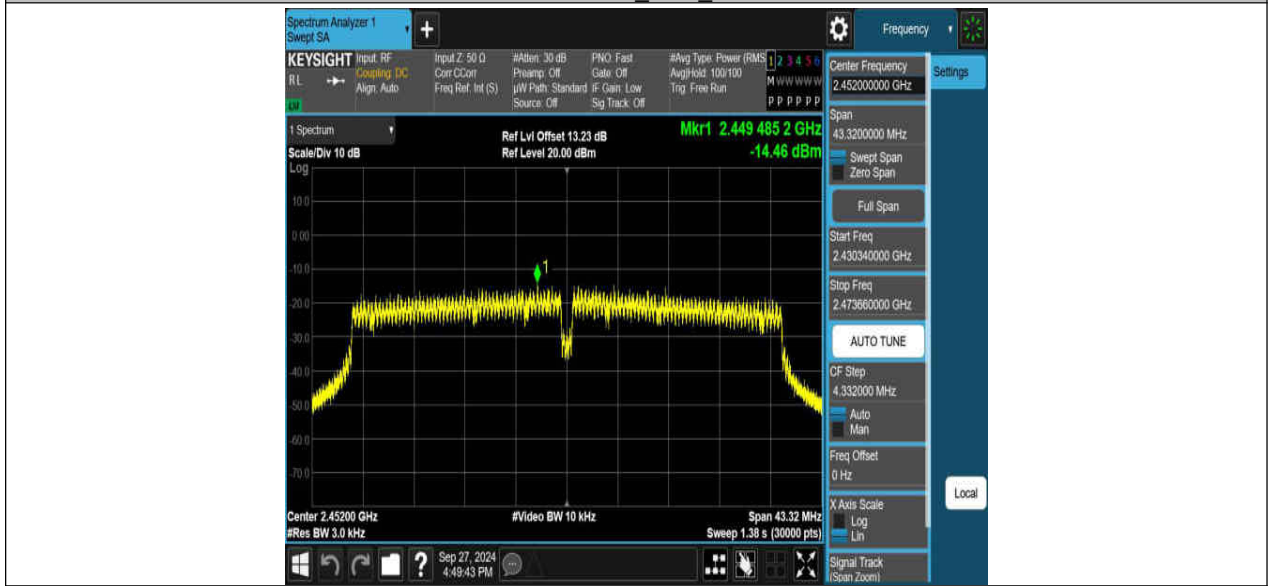 Spectrum Analyzer 1
Swept SA
+
Frequency
KEYSIGHT
RL
LW
Input: RF
Coupling: DC
Align: Auto
Input Z: 50 Ω
Corr CCorr
Freq Ref: Int (S)
#Atten: 30 dB
Preamp: Off
µW Path: Standard
Source: Off
PNO: Fast
Gate: Off
IF Gain: Low
Sig Track: Off
#Avg Type: Power (RMS
Avg|Hold: 100/100
Trig: Free Run
1 2 3 4 5 6
M W W W W W
P P P P P P
1 Spectrum
Scale/Div 10 dB
Log
Ref Lvl Offset 13.23 dB
Ref Level 20.00 dBm
Mkr1 2.449 485 2 GHz
-14.46 dBm
10.0
0.00
-10.0
-20.0
-30.0
-40.0
-50.0
-60.0
-70.0
1
Center 2.45200 GHz
#Res BW 3.0 kHz
#Video BW 10 kHz
Span 43.32 MHz
Sweep 1.38 s (30000 pts)
?
Sep 27, 2024
4:49:43 PM
Center Frequency
2.452000000 GHz
Span
43.3200000 MHz
Swept Span
Zero Span
Full Span
Start Freq
2.430340000 GHz
Stop Freq
2.473660000 GHz
AUTO TUNE
CF Step
4.332000 MHz
Auto
Man
Freq Offset
0 Hz
X Axis Scale
Log
Lin
Signal Track
(Span Zoom)
Settings
Local